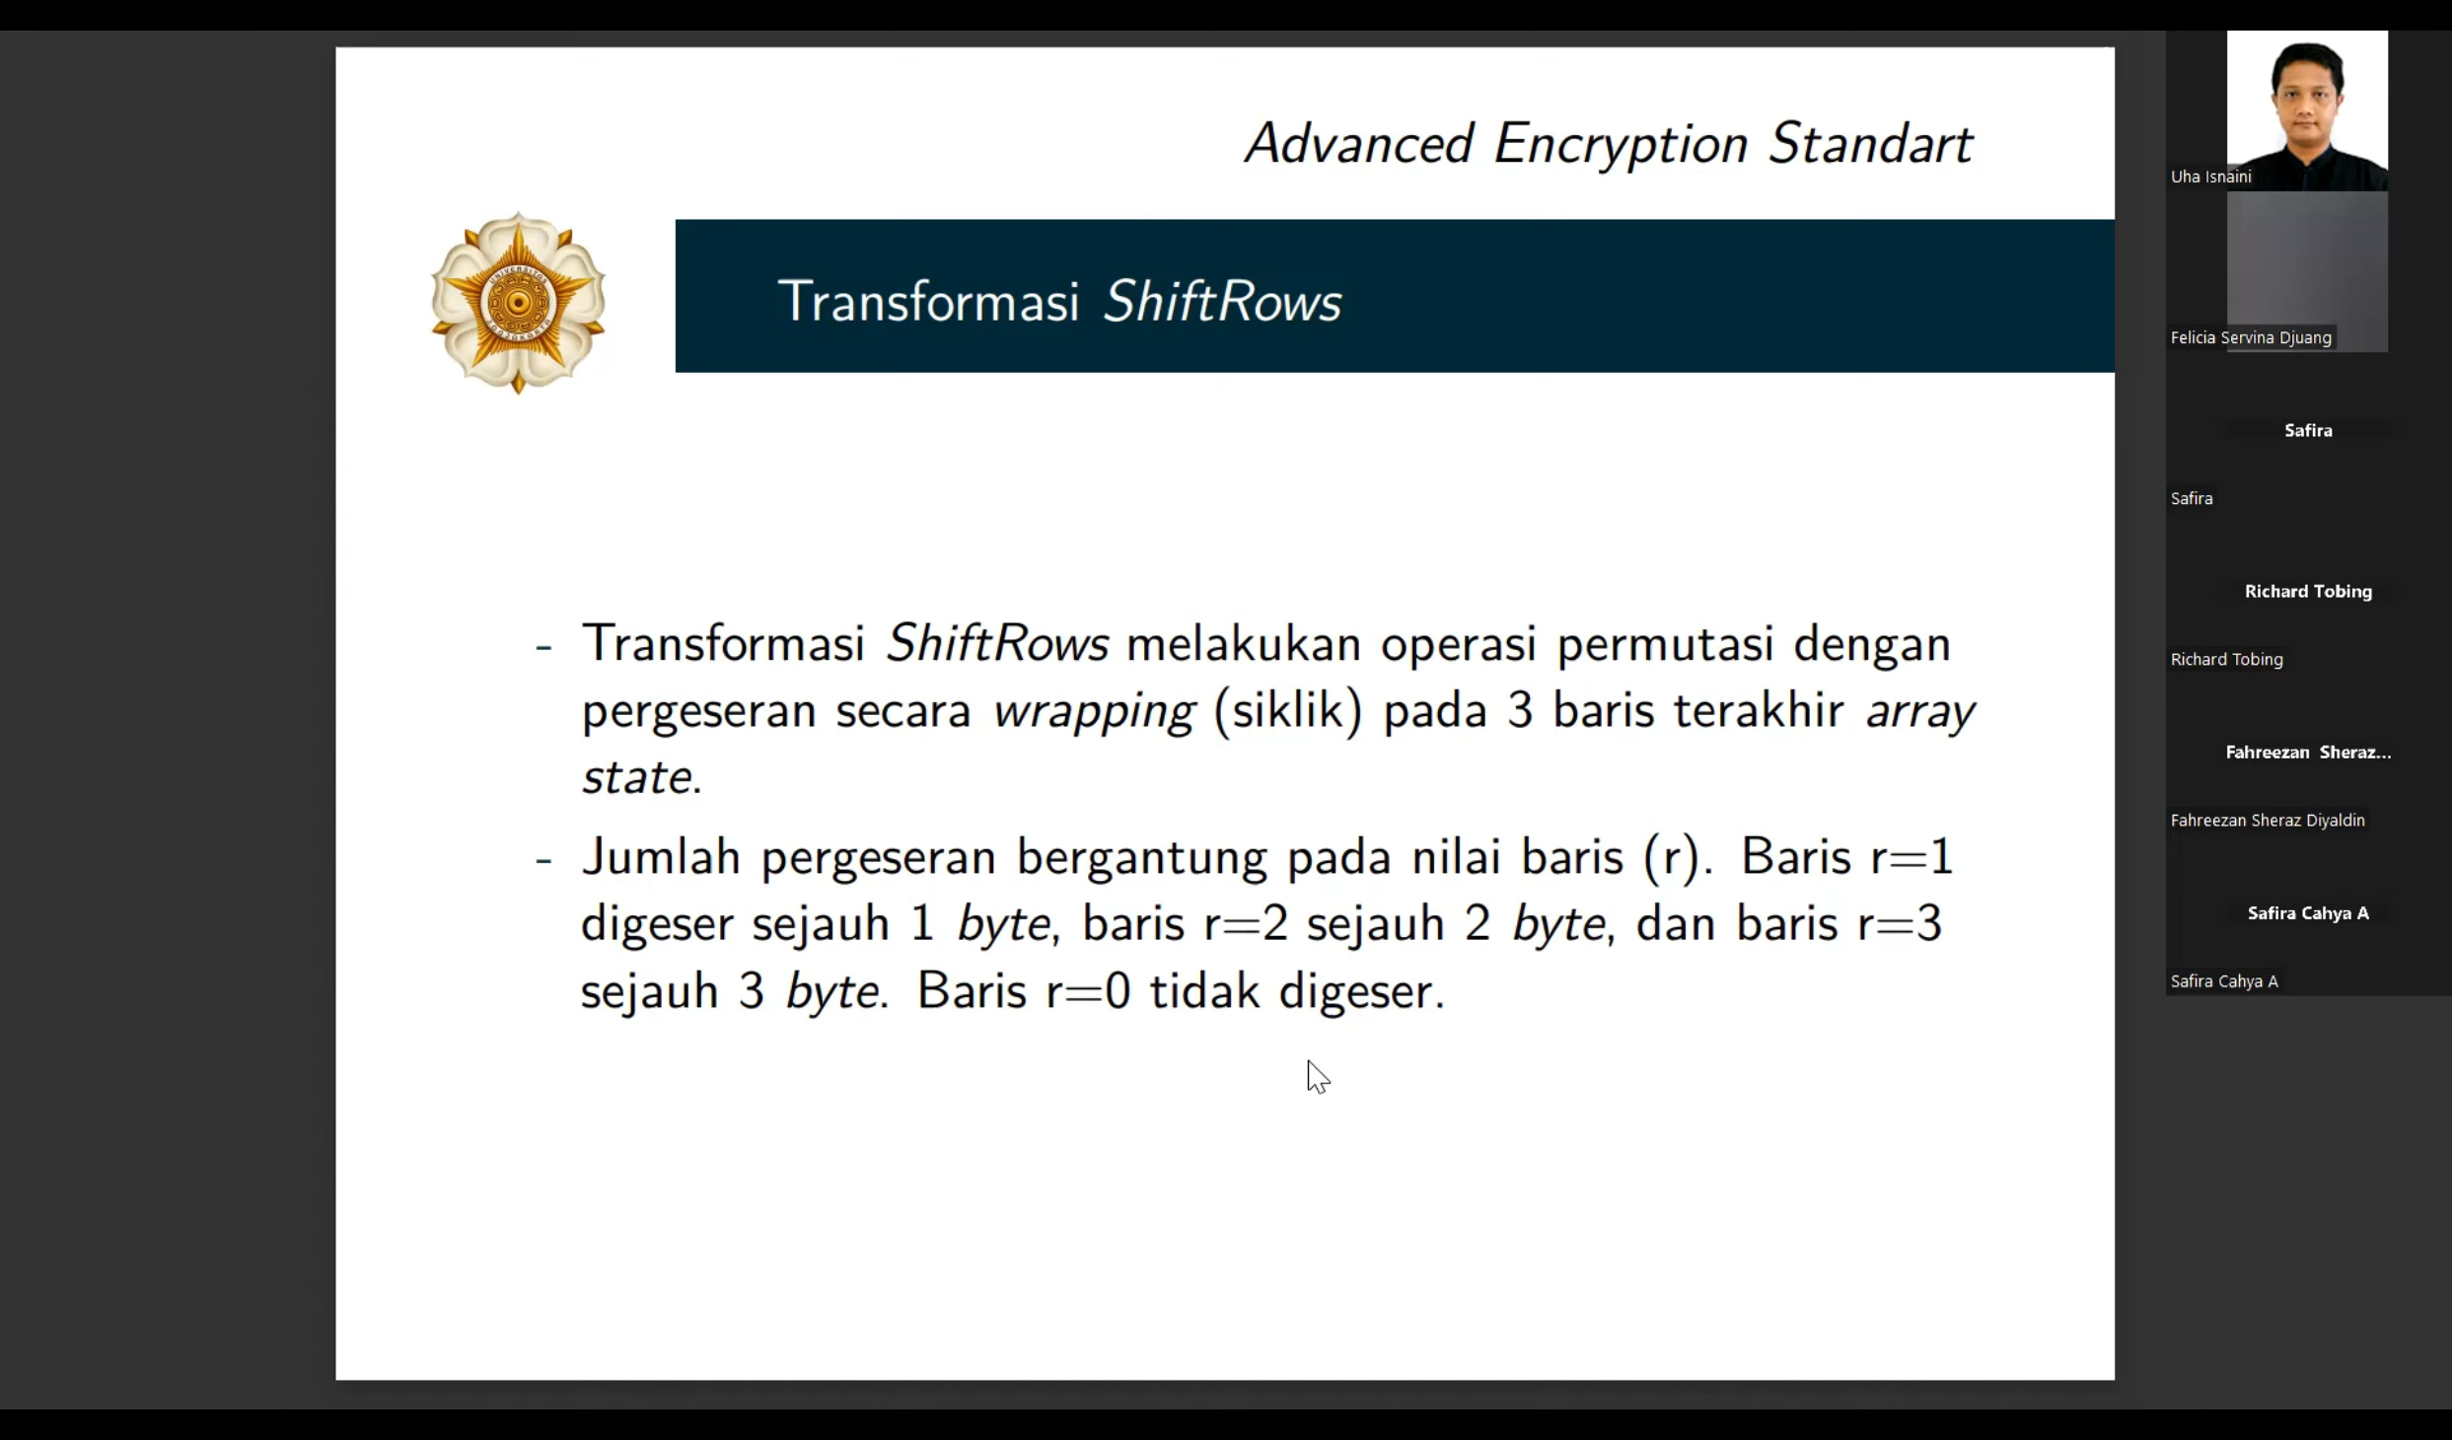 Advanced Encryption Standart
Transformasi ShiftRows
- Transformasi ShiftRows melakukan operasi permutasi dengan
pergeseran secara wrapping (siklik) pada 3 baris terakhir array
state.
- Jumlah pergeseran bergantung pada nilai baris (r). Baris r=1
digeser sejauh 1 byte, baris r=2 sejauh 2 byte, dan baris r=3
sejauh 3 byte. Baris r=0 tidak digeser.
Uha Isnaini
Felicia Servina Djuang
Safira
Safira
Richard Tobing
Richard Tobing
Fahreezan Sheraz...
Fahreezan Sheraz Diyaldin
Safira Cahya A
Safira Cahya A